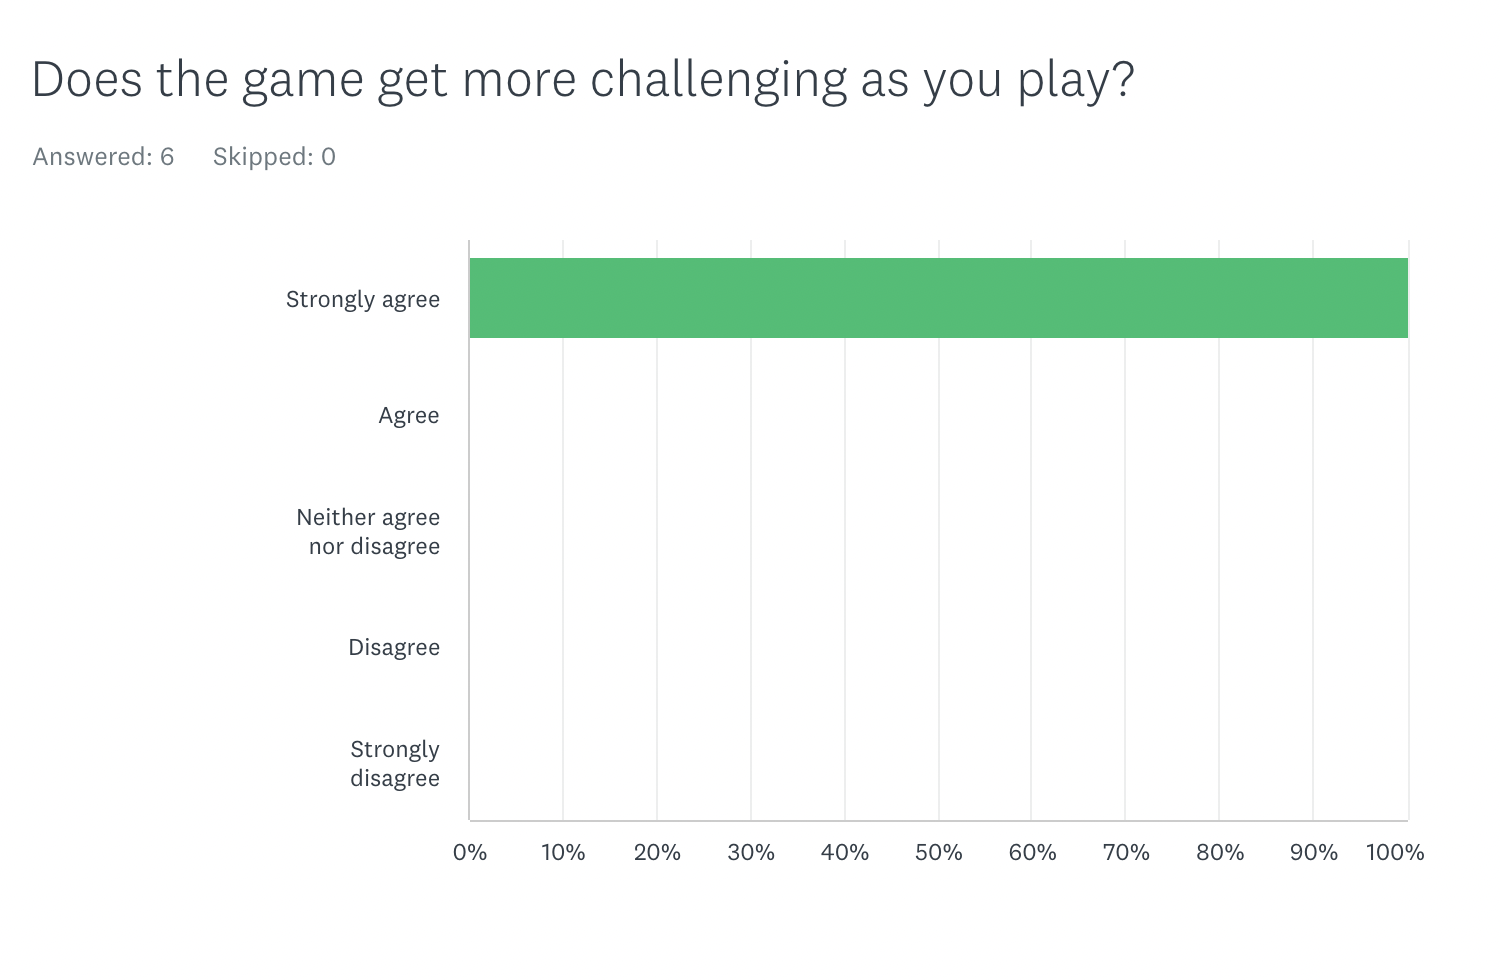 Does the game get more challenging as you play?
Answered: 6 Skipped: 0
Strongly agree
Agree
Neither agree
nor disagree
Disagree
Strongly
disagree
0% 10% 20% 30% 40% 50% 60% 70% 80% 90% 100%